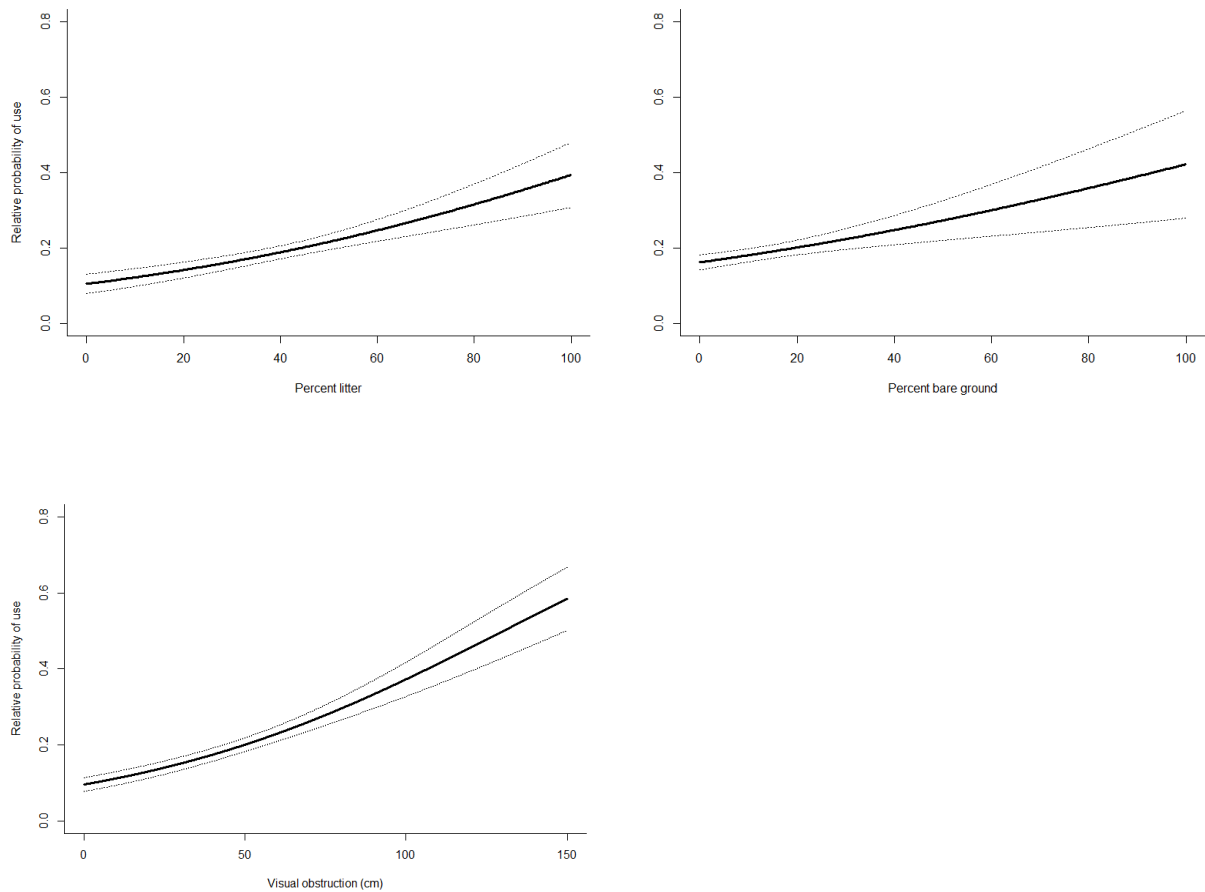 Relative probability of use
0.8
0.6
0.4
0.2
0.0
0 20 40 60 80 100
Percent litter
0.8
0.6
0.4
0.2
0.0
0 20 40 60 80 100
Percent bare ground
Relative probability of use
0.8
0.6
0.4
0.2
0.0
0 50 100 150
Visual obstruction (cm)